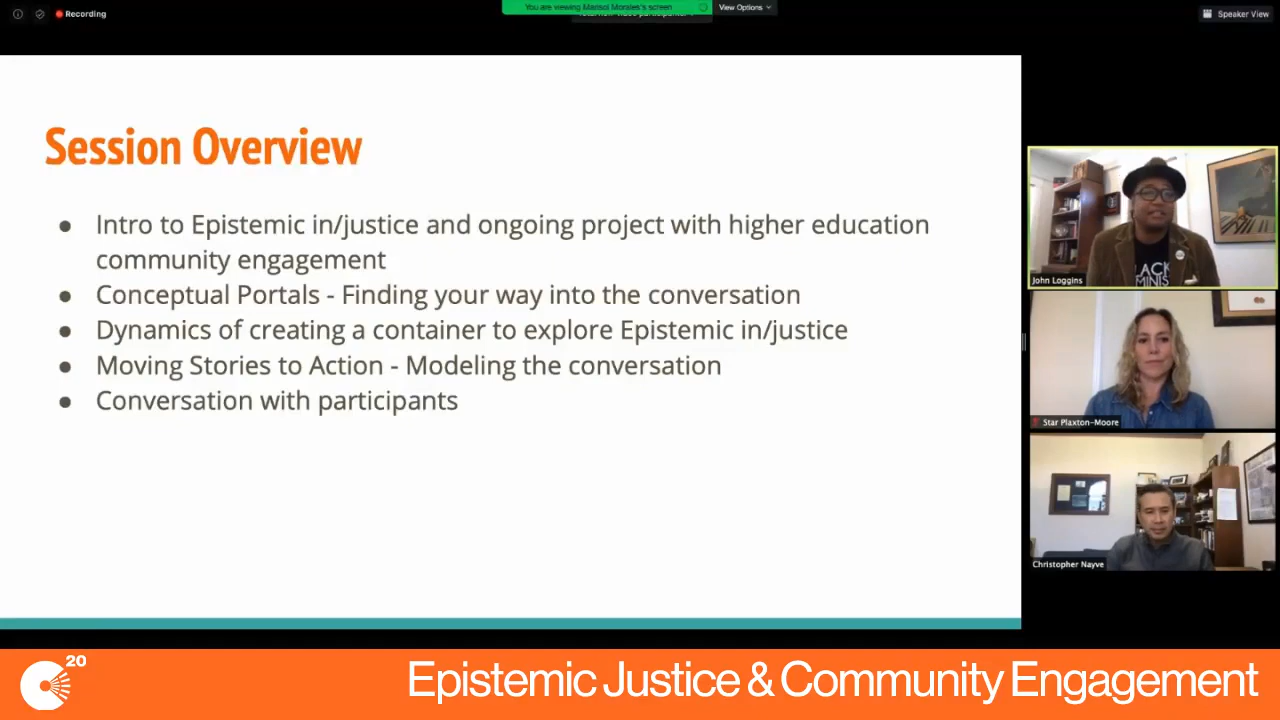 Recording
You are viewing Marisol Morales's screen
View Options
Speaker View
Session Overview
● Intro to Epistemic in/justice and ongoing project with higher education
community engagement
● Conceptual Portals - Finding your way into the conversation
● Dynamics of creating a container to explore Epistemic in/justice
● Moving Stories to Action - Modeling the conversation
● Conversation with participants
BLACK
John Loggins
Star Plaxton-Moore
Christopher Nayve
20
Epistemic Justice & Community Engagement